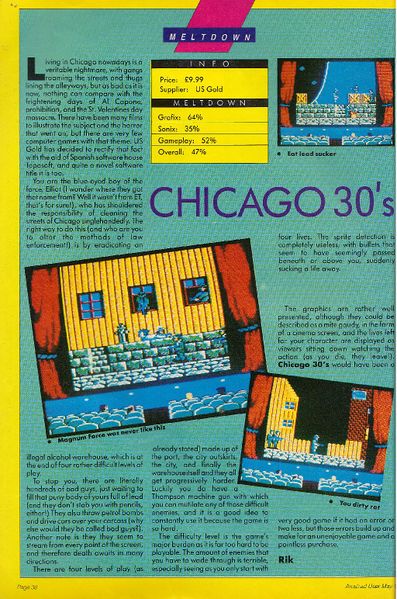 MELTDOWN
Living in Chicago nowadays is a
veritable nightmare, with gangs
roaming the streets and thugs
lining the alleyways, but as bad as it is
now, nothing can compare with the
frightening days of Al Capone,
prohibition, and the St. Valentines day
massacre. There have been many films
to illustrate the subject and the horror
that went on, but there are very few
computer games with that theme. US
Gold has decided to rectify that fact
with the aid of Spanish software house
Toposoft, and quite a novel software
title it is too.
You are the blue eyed boy of the
force, Elliot (I wonder where they got
that name from? Well it wasn't from ET,
that's for sure!), who has shouldered
the responsibility of cleaning the
streets of Chicago singlehandedly. The
right way to do this (and who are you
to alter the methods of law
enforcement!) is by eradicating an
INFO
Price: £9.99
Supplier: US Gold
MELTDOWN
Grafix: 64%
Sonix: 35%
Gameplay: 52%
Overall: 47%
• Eat lead sucker
CHICAGO 30's
four lives. The sprite detection is
completely useless, with bullets that
seem to have seemingly passed
beneath or above you, suddenly
sucking a life away.
The graphics are rather well
presented, although they could be
described as a mite gaudy, in the form
of a cinema screen, and the lives left
for your character are displayed as
viewers sitting down watching the
action (as you die, they leave!).
Chicago 30's would have been a
• Magnum Force was never like this
• You dirty rat
illegal alcohol warehouse, which is at
the end of four rather difficult levels of
play.
To stop you, there are literally
hundreds of bad guys, just waiting to
fill that puny body of yours full of lead
(and they don't stab you with pencils,
either!) They also throw petrol bombs
and drive cars over your corpses (why
else would they be called bad guys!).
Another note is they seem to
stream from every point of the screen,
and therefore death awaits in many
directions.
There are four levels of play (as
already stated) made up of
the port, the city outskirts,
the city, and finally the
warehouse itself and they all
get progressively harder.
Luckily you do have a
Thompson machine gun with which
you can mutilate any of those difficult
enemies, and it is a good idea to
constantly use it because the game is
so hard.
The difficulty level is the game's
major burden as it is far too hard to be
playable. The amount of enemies that
you have to wade through is terrible,
especially seeing as you only start with
very good game if it had an error or
two less, but those errors build up and
make for an unenjoyable game and a
pointless purchase.
Rik
Page 38
Amstrad User May